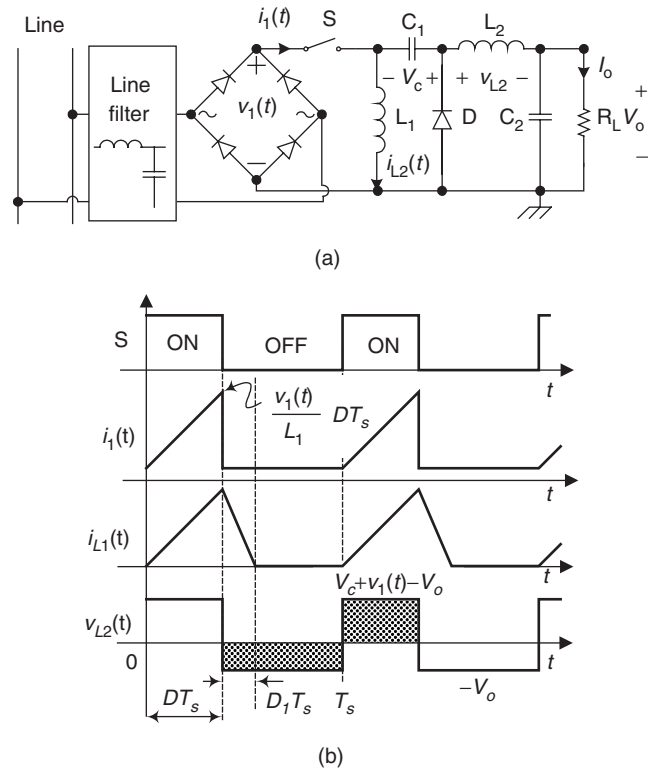 Line
i1(t)
S
C1
L2
Line
filter
+
v1(t)
−
∼
∼
− Vc +
+ vL2 −
L1
D
C2
Io
RL
+
Vo
−
iL2(t)
(a)
S
ON
OFF
ON
t
i1(t)
v1(t)
L1
DTs
t
iL1(t)
t
Vc+v1(t)−Vo
vL2(t)
0
t
−Vo
DTs
D1Ts
Ts
(b)